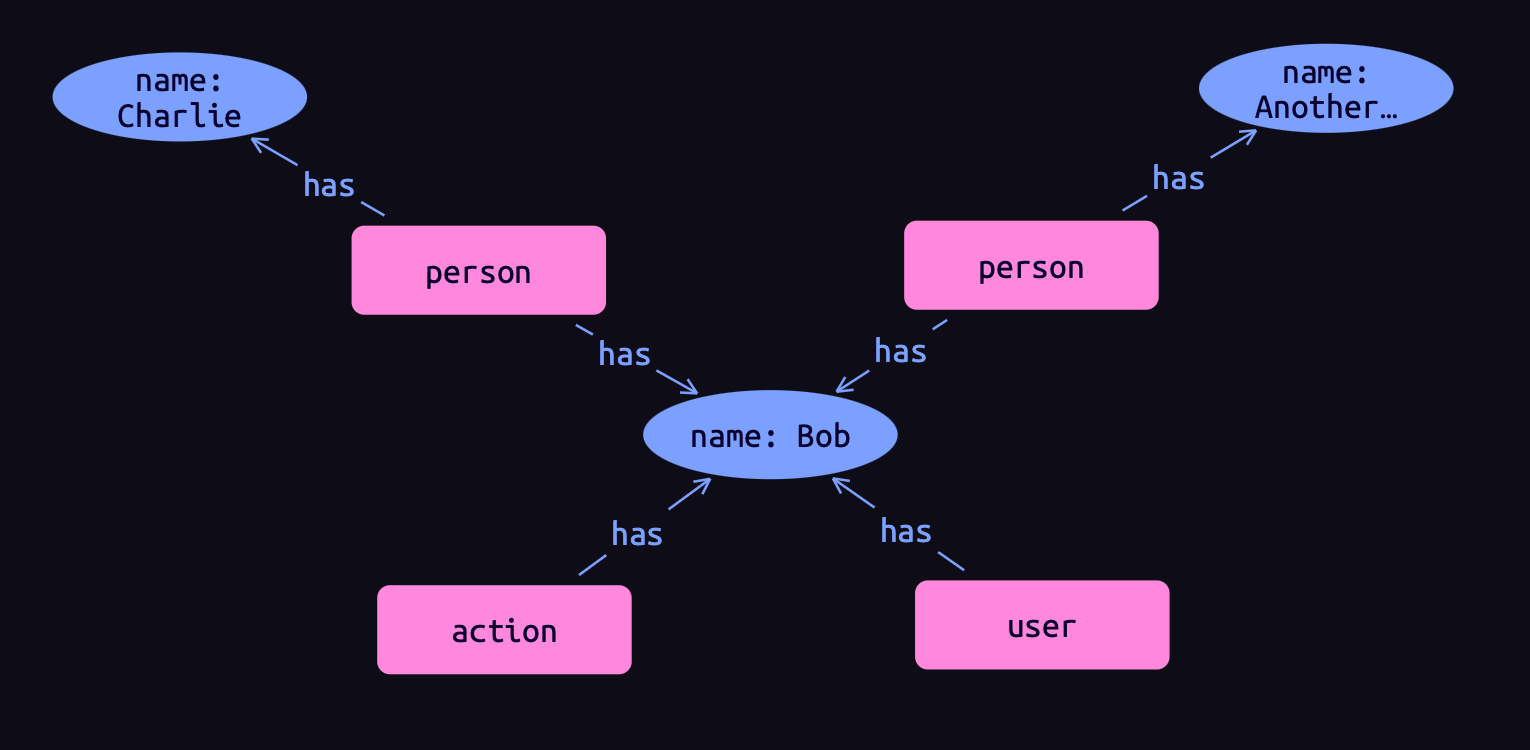 name:
Charlie
name:
Another…
has
has
person
person
has
has
name: Bob
has
has
action
user